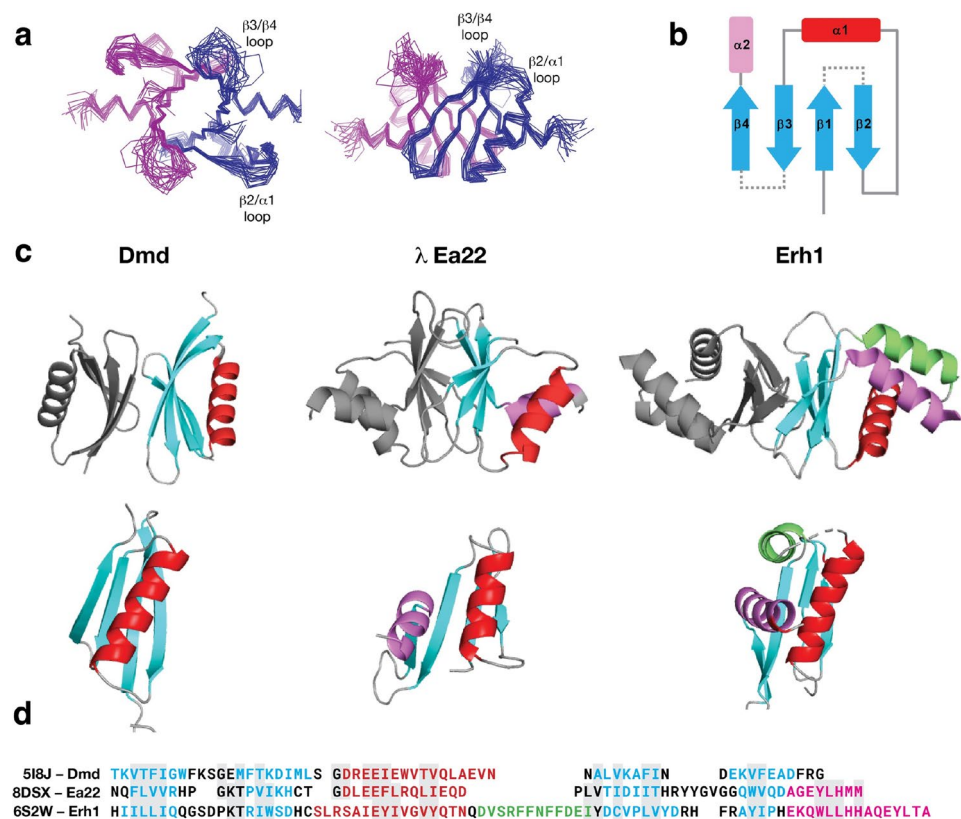 a
β3/β4
loop
β2/α1
loop
β3/β4
loop
β2/α1
loop
b
α2
α1
β4
β3
β1
β2
c
Dmd
λ Ea22
Erh1
d
5I8J – Dmd TKVTFIGWFKSGEMFTKDIMLS GDREEIEWVTVQLAEVN NALVKAFIN DEKVFEADFRG
8DSX – Ea22 NQFLVVRHP GKTPVIKHCT GDLEEFLRQLIEQD PLVTIDIITHRYYGVGGQWVQDAGEYLHMM
6S2W – Erh1 HIILLIQQGSDPKTRIWSDHCSLRSAIEYIVGVYQTNQDVSRFFNFFDEIYDCVPLVYDRH FRAYIPHEKQWLLHHAQEYLTA